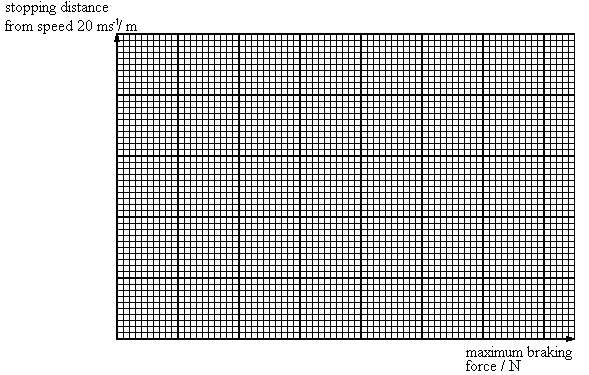 stopping distance
from speed 20 ms⁻¹/ m
maximum braking
force / N